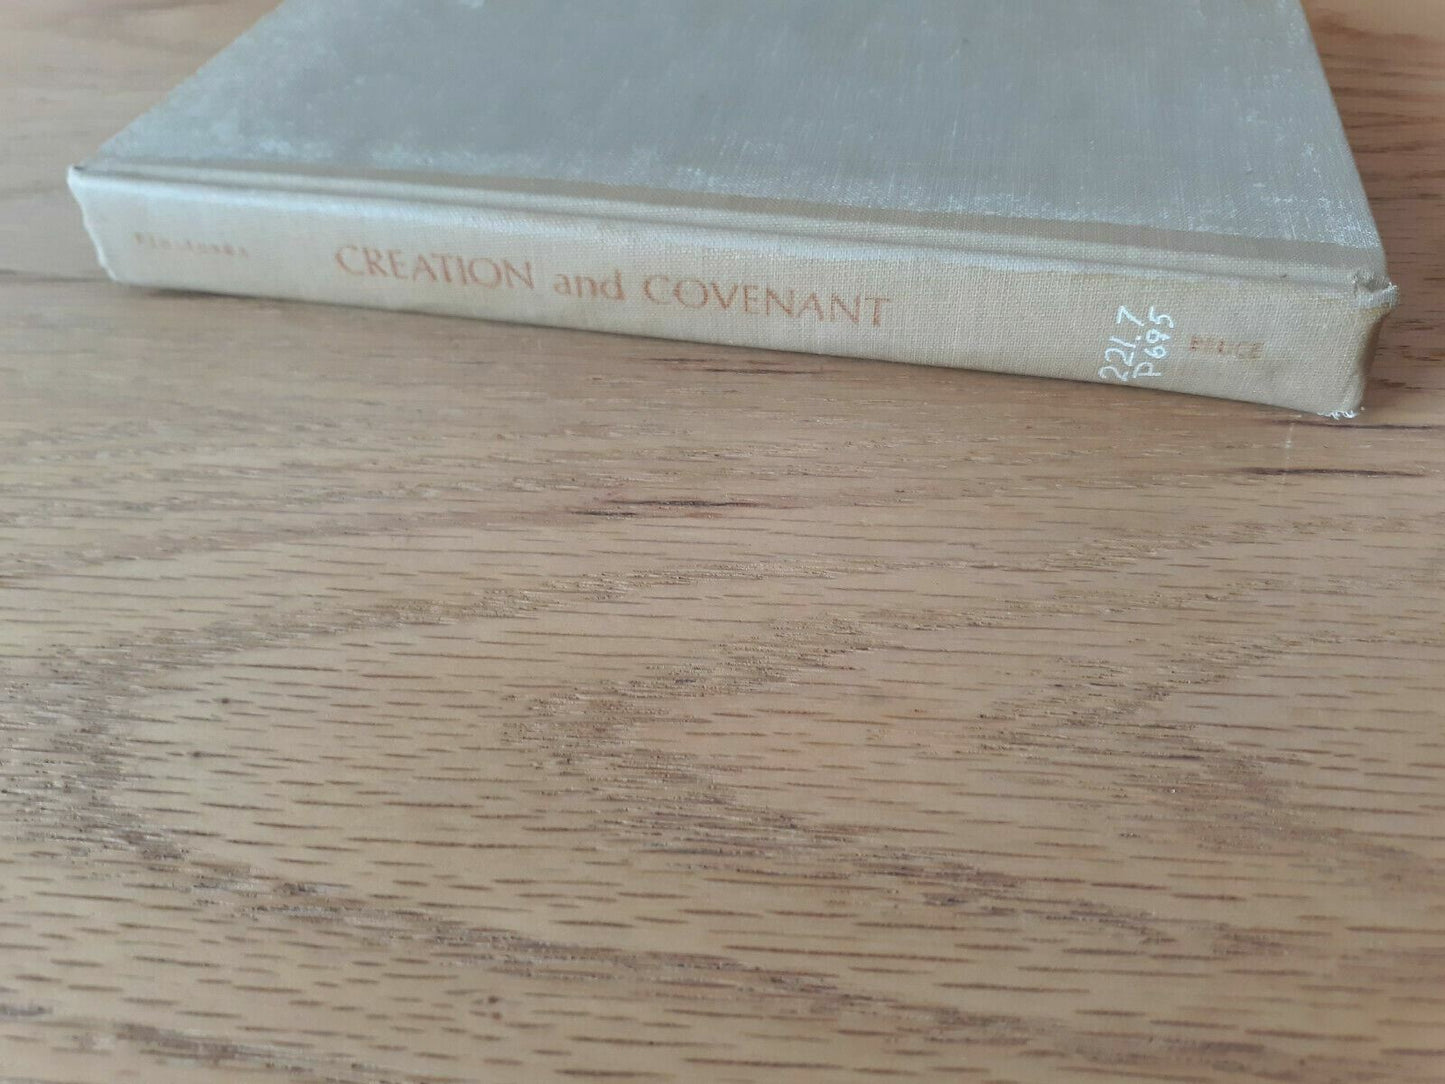 CREATION and COVENANT
221.7
P695
BRUCE